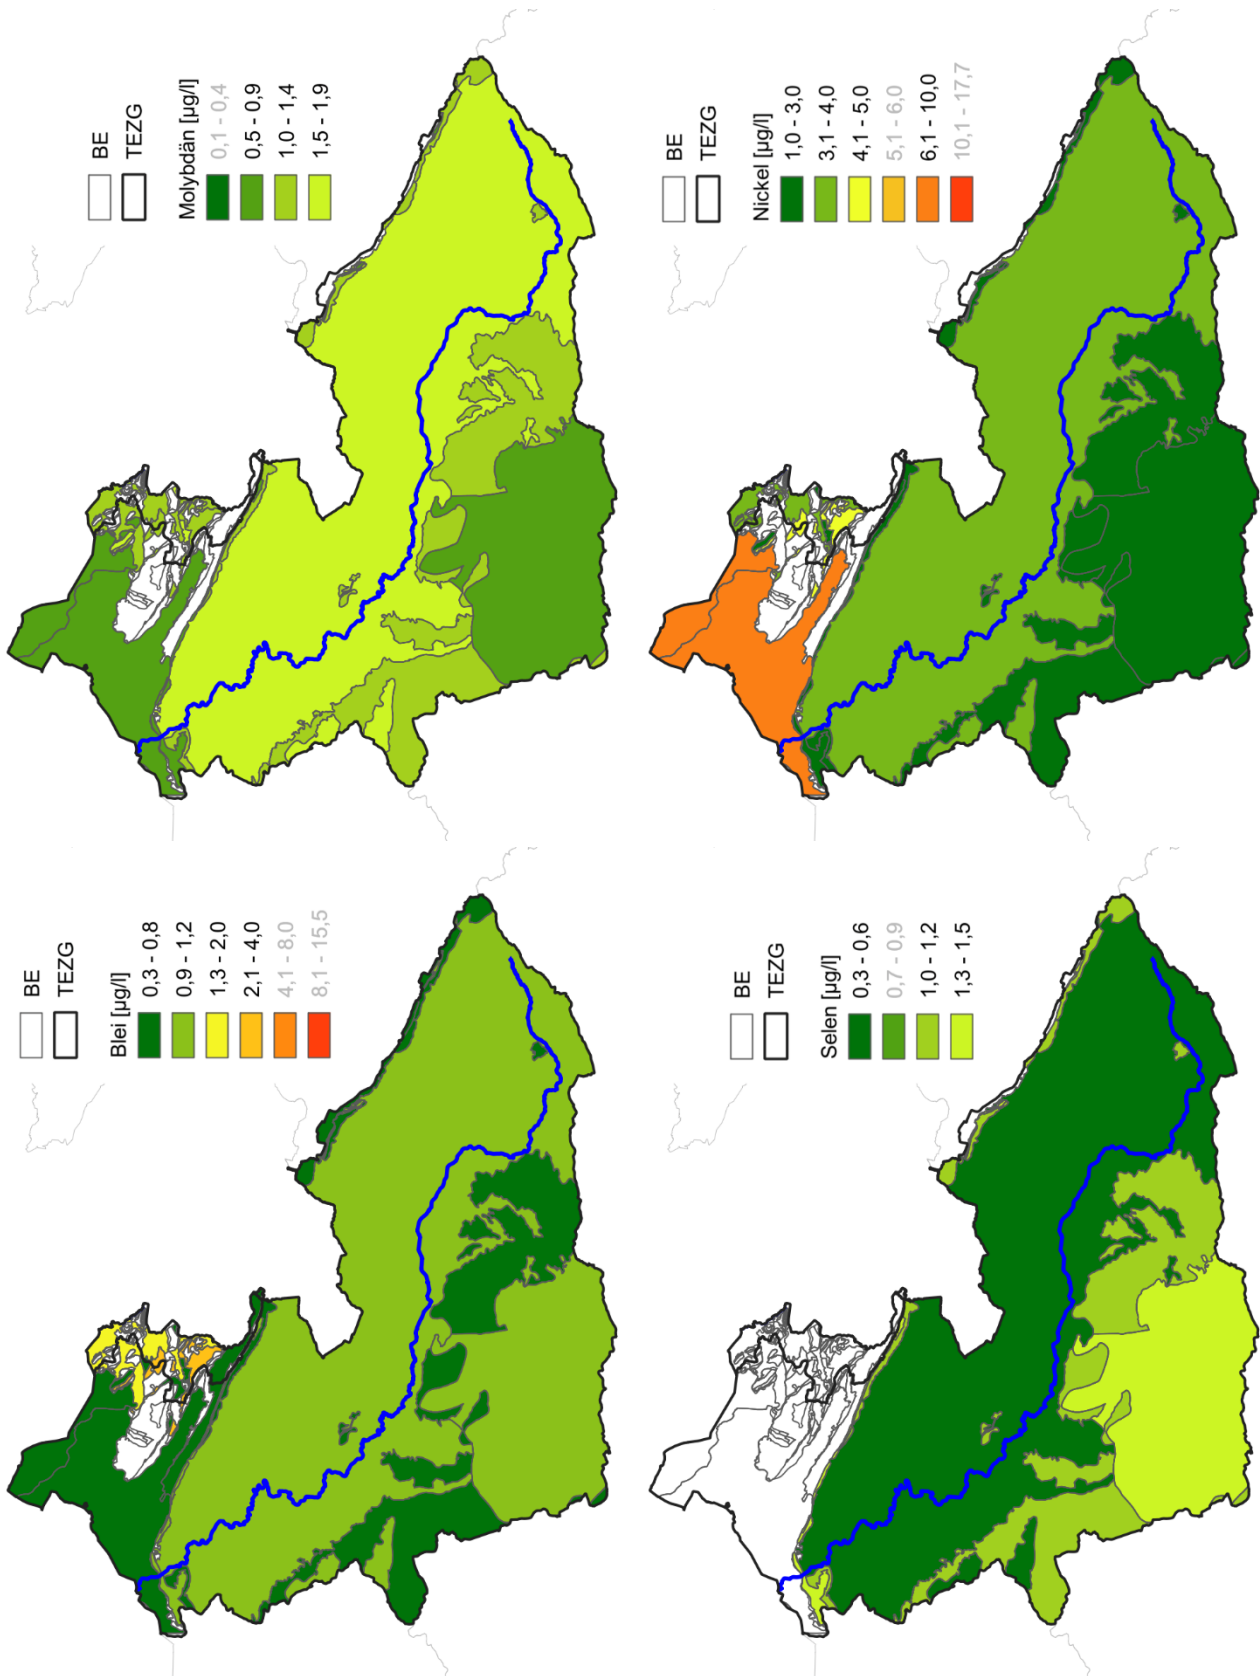 BE
TEZG
Blei [µg/l]
0,3 - 0,8
0,9 - 1,2
1,3 - 2,0
2,1 - 4,0
4,1 - 8,0
8,1 - 15,5
BE
TEZG
Molybdän [µg/l]
0,1 - 0,4
0,5 - 0,9
1,0 - 1,4
1,5 - 1,9
BE
TEZG
Selen [µg/l]
0,3 - 0,6
0,7 - 0,9
1,0 - 1,2
1,3 - 1,5
BE
TEZG
Nickel [µg/l]
1,0 - 3,0
3,1 - 4,0
4,1 - 5,0
5,1 - 6,0
6,1 - 10,0
10,1 - 17,7